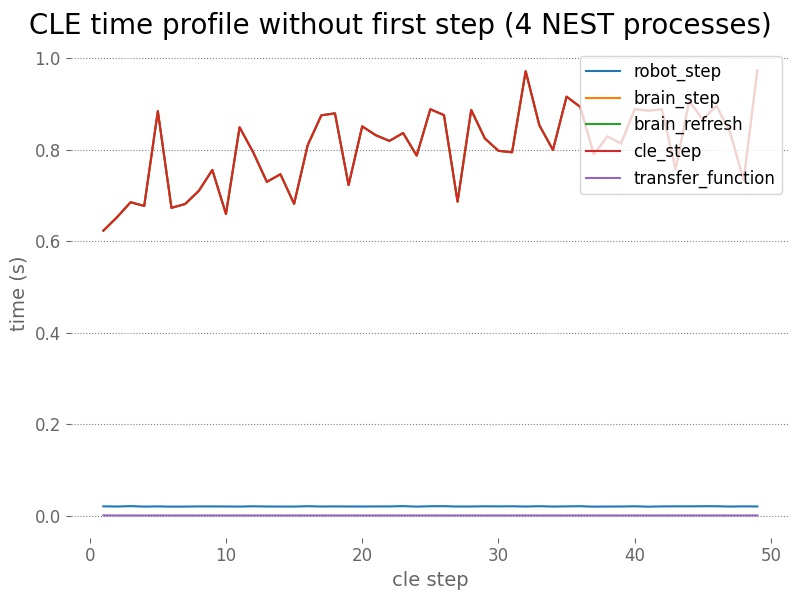 CLE time profile without first step (4 NEST processes)
1.0
0.8
0.6
0.4
0.2
0.0
time (s)
0
10
20
30
40
50
cle step
robot_step
brain_step
brain_refresh
cle_step
transfer_function